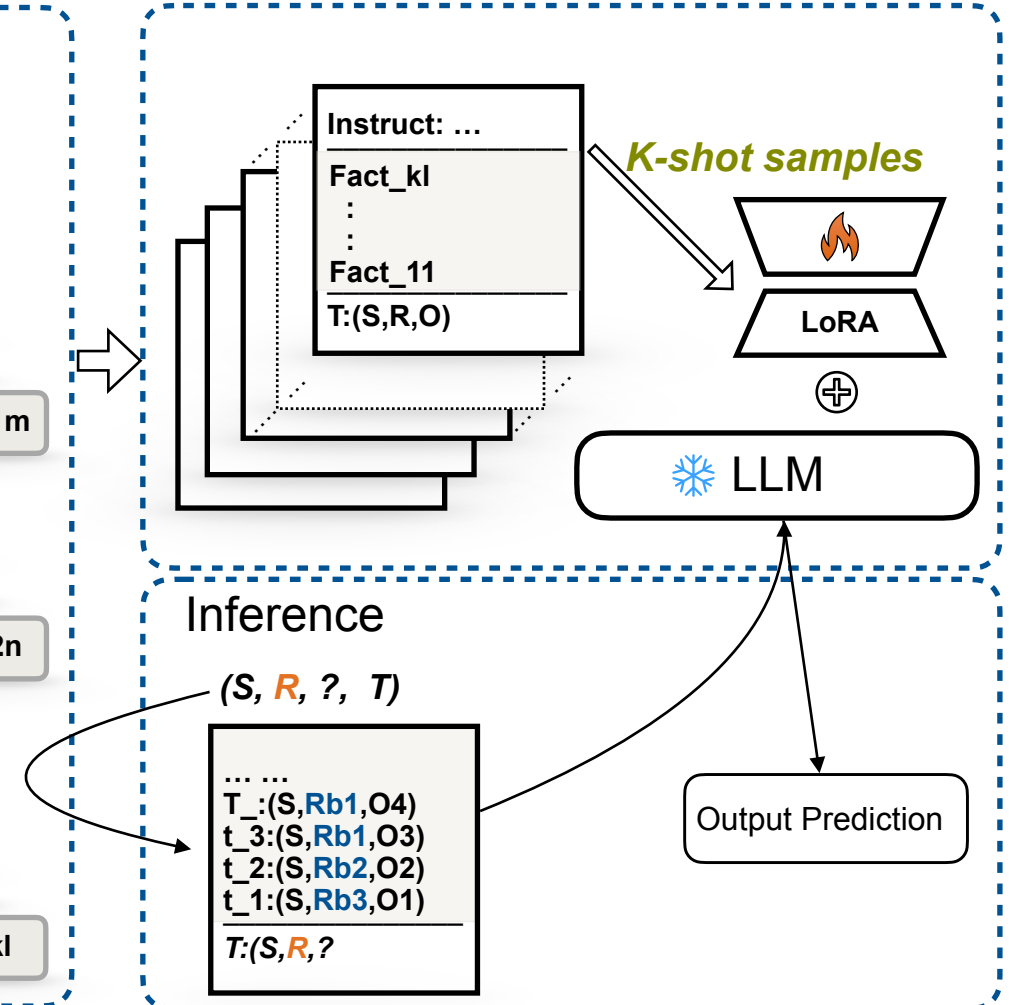 Instruct: ...
Fact_kl
:
:
Fact_11
T:(S,R,O)
K-shot samples
LoRA
LLM
m
2n
kl
Inference
(S, R, ?, T)
... ...
T_:(S,Rb1,O4)
t_3:(S,Rb1,O3)
t_2:(S,Rb2,O2)
t_1:(S,Rb3,O1)
T:(S,R,?
Output Prediction